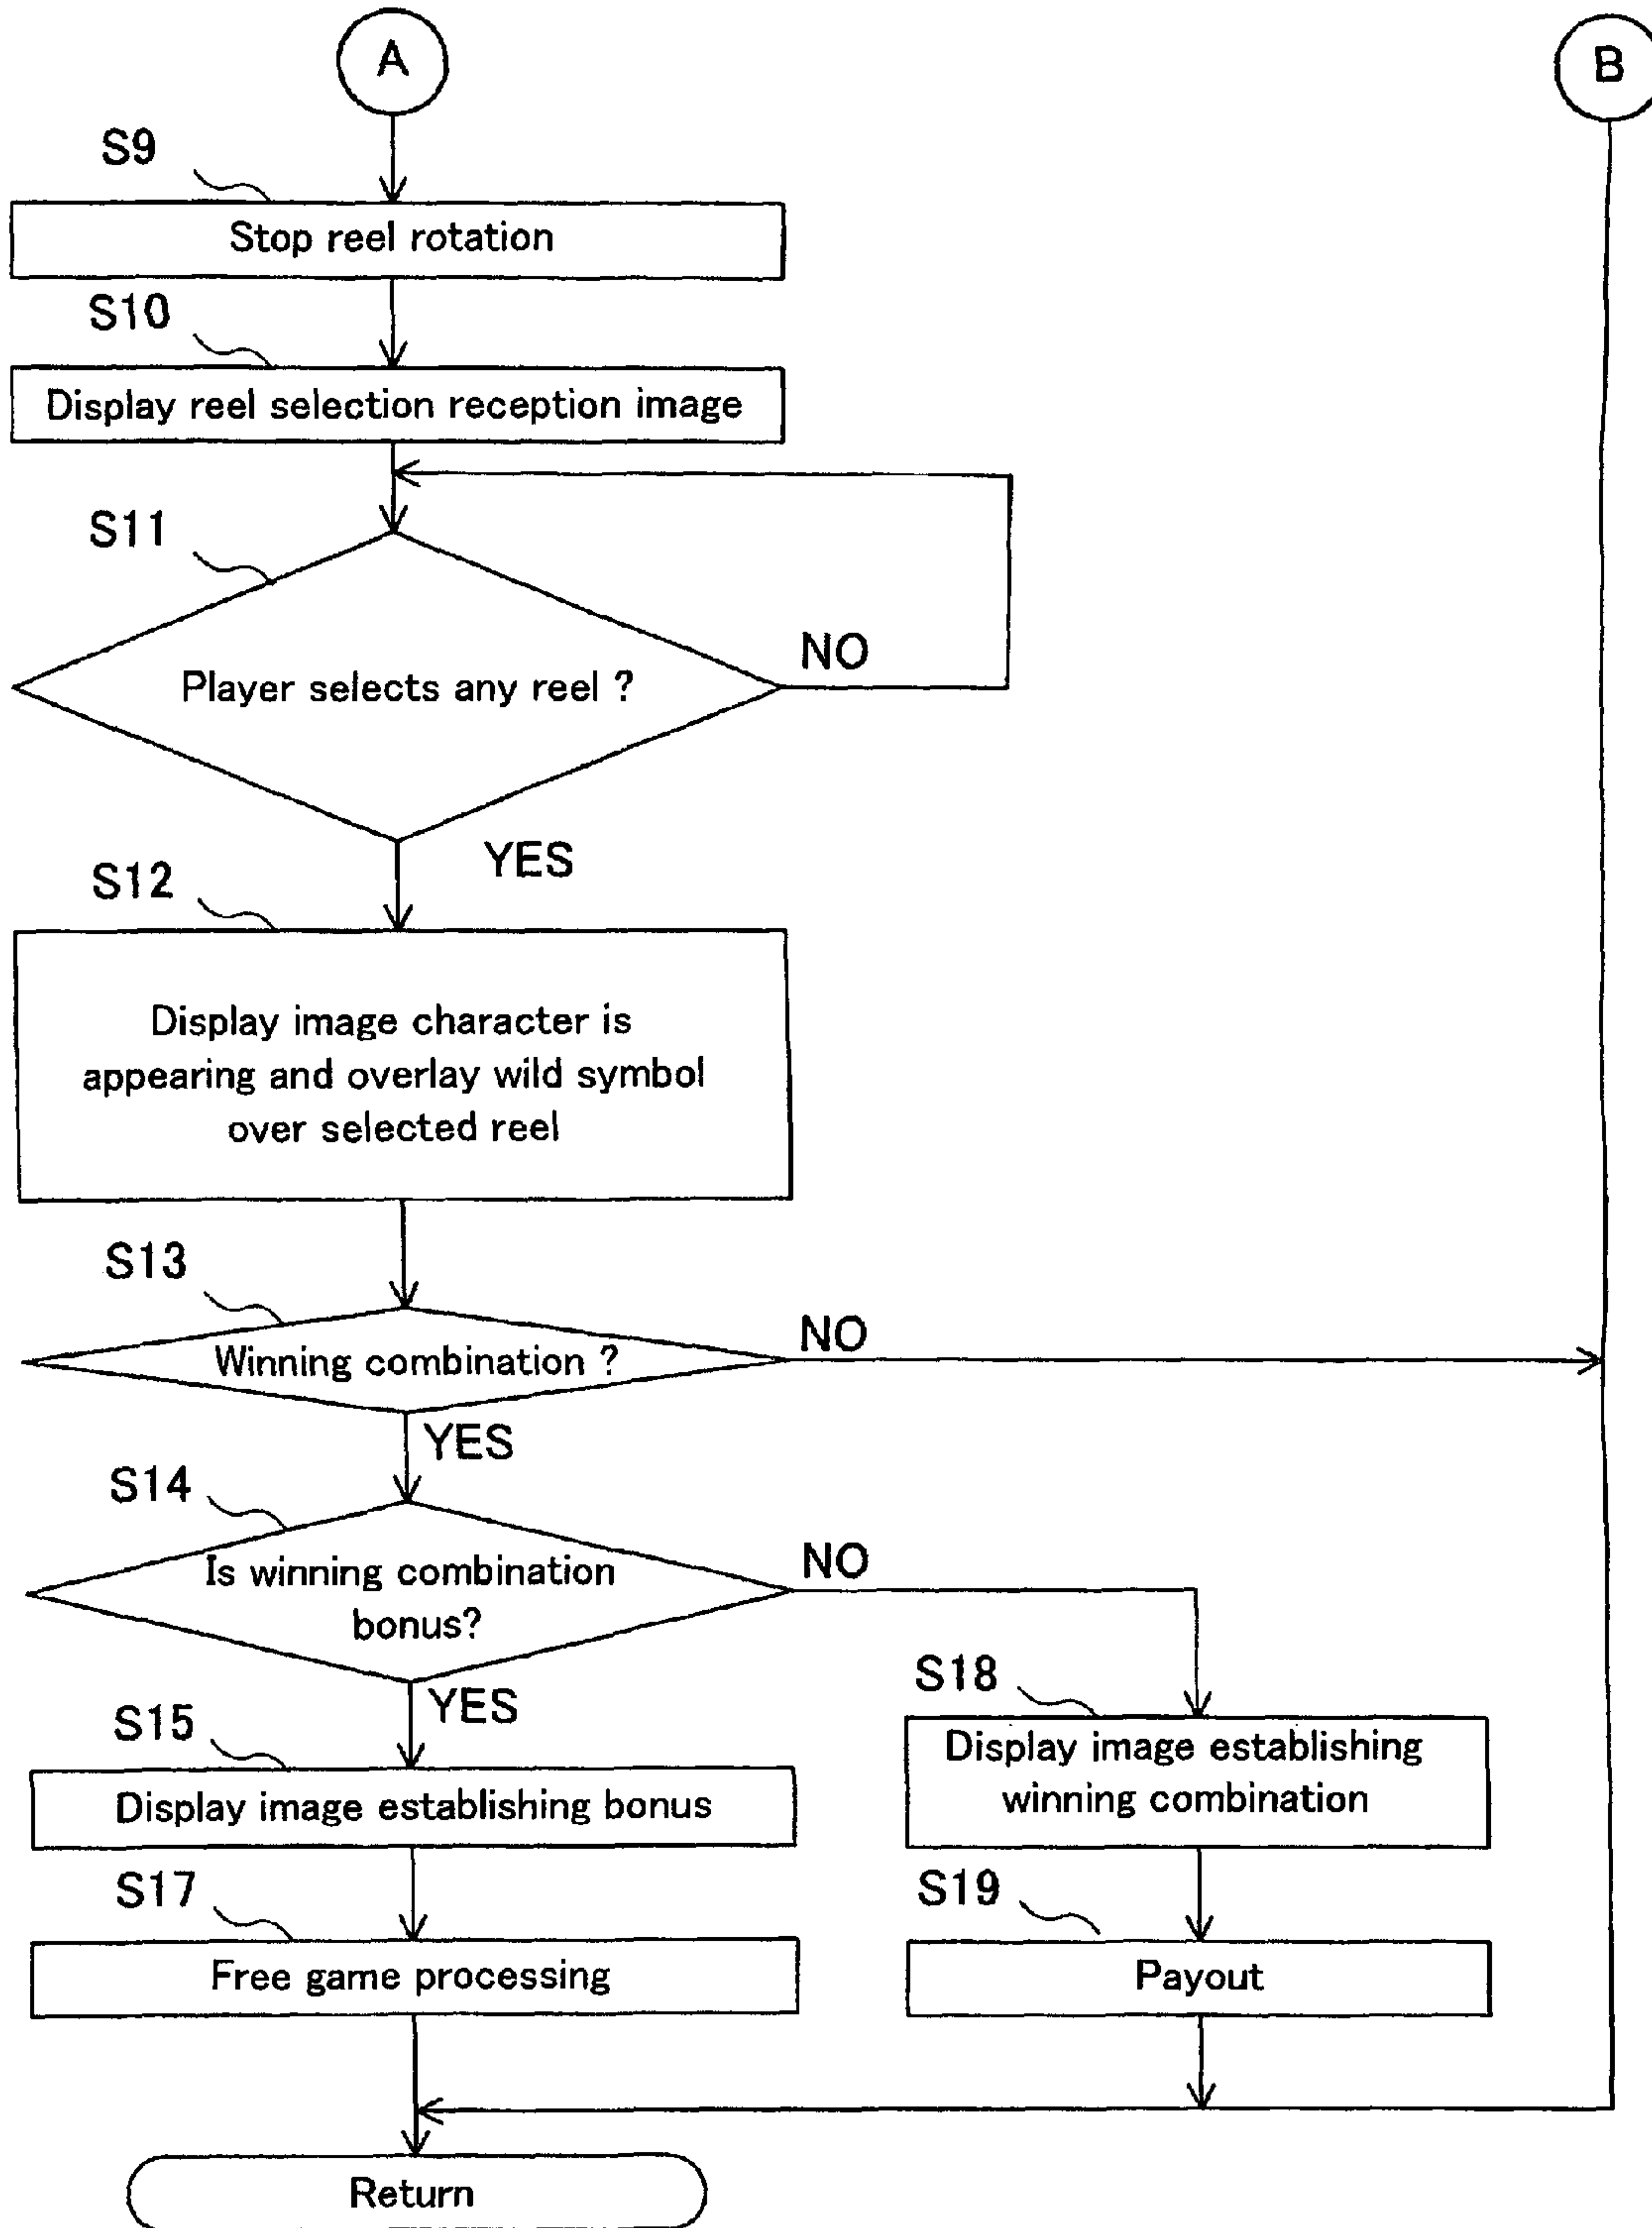 A
B
S9
Stop reel rotation
S10
Display reel selection reception image
S11
Player selects any reel ?
NO
YES
S12
Display image character is
appearing and overlay wild symbol
over selected reel
S13
Winning combination ?
NO
YES
S14
Is winning combination
bonus?
NO
YES
S15
Display image establishing bonus
S18
Display image establishing
winning combination
S17
Free game processing
S19
Payout
Return